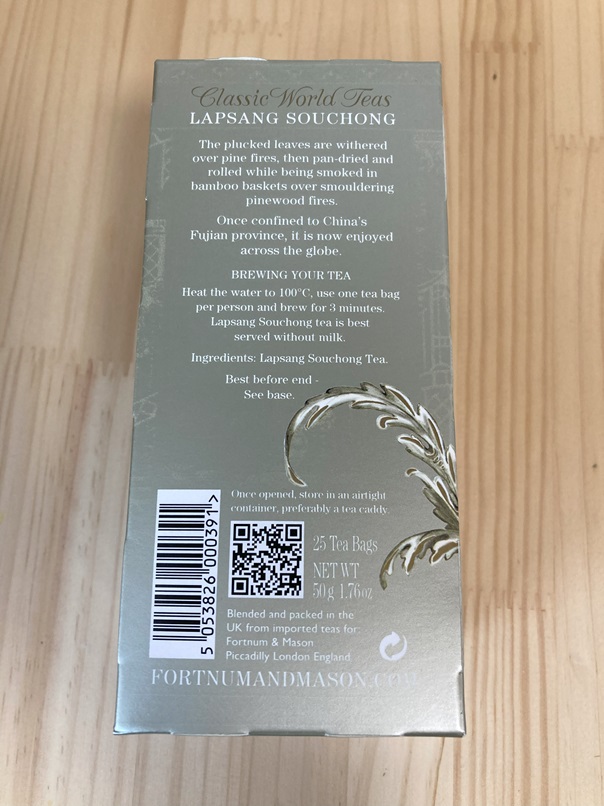 Classic World Teas
LAPSANG SOUCHONG
The plucked leaves are withered
over pine fires, then pan-dried and
rolled while being smoked in
bamboo baskets over smouldering
pinewood fires.
Once confined to China's
Fujian province, it is now enjoyed
across the globe.
BREWING YOUR TEA
Heat the water to 100°C, use one tea bag
per person and brew for 3 minutes.
Lapsang Souchong tea is best
served without milk.
Ingredients: Lapsang Souchong Tea.
Best before end -
See base.
Once opened, store in an airtight
container, preferably a tea caddy.
25 Tea Bags
NET WT
50g 1.76oz
5 053826 000391 >
Blended and packed in the
UK from imported teas for
Fortnum & Mason
Piccadilly London England
FORTNUMANDMASON.COM